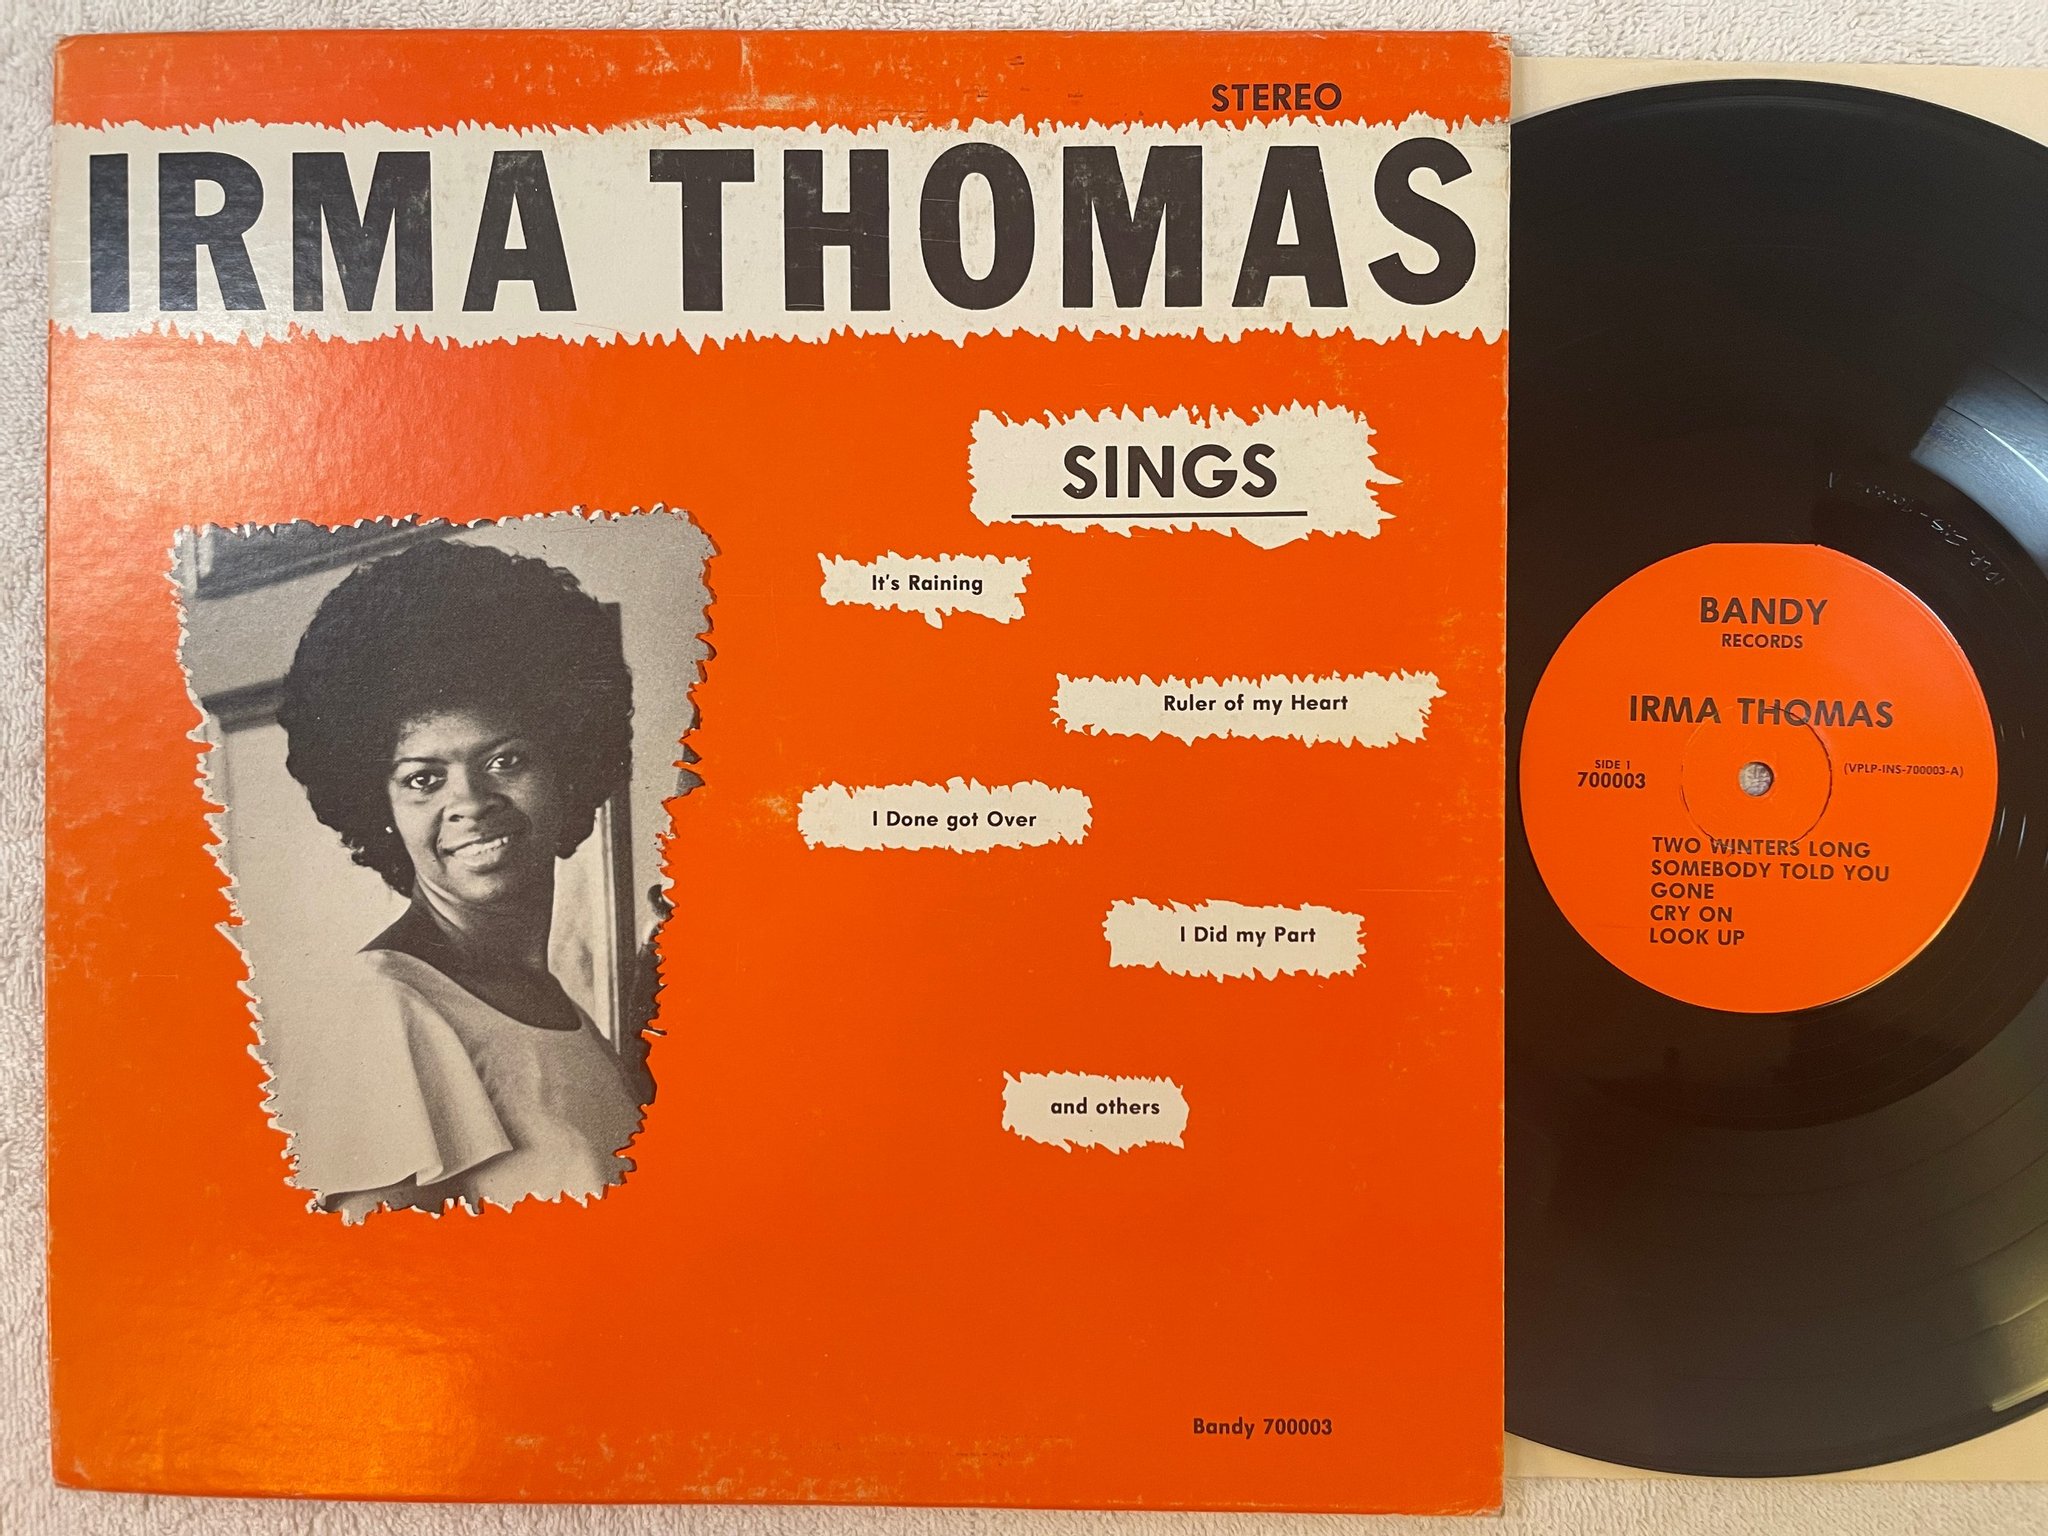 STEREO
IRMA THOMAS
SINGS
It's Raining
Ruler of my Heart
I Done got Over
I Did my Part
and others
Bandy 700003
BANDY
RECORDS
IRMA THOMAS
SIDE 1
700003
(VPLP-INS-700003-A)
TWO WINTERS LONG
SOMEBODY TOLD YOU
GONE
CRY ON
LOOK UP